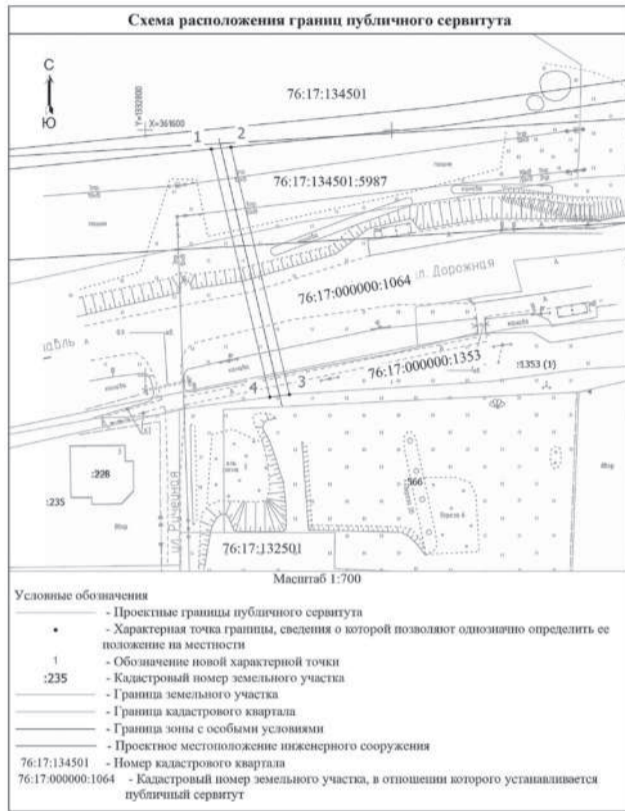 Схема расположения границ публичного сервитута
С
Ю
Y=1392600
X=361600
76:17:134501
1 2
76:17:134501:5987
ул. Дорожная
76:17:000000:1064
76:17:000000:1353
:1353 (1)
4 3
:226
:235
ул. Речечная
:566
76:17:132501
Масштаб 1:700
Условные обозначения
- Проектные границы публичного сервитута
- Характерная точка границы, сведения о которой позволяют однозначно определить ее
положение на местности
1 - Обозначение новой характерной точки
:235 - Кадастровый номер земельного участка
- Граница земельного участка
- Граница кадастрового квартала
- Граница зоны с особыми условиями
- Проектное местоположение инженерного сооружения
76:17:134501 - Номер кадастрового квартала
76:17:000000:1064 - Кадастровый номер земельного участка, в отношении которого устанавливается
публичный сервитут